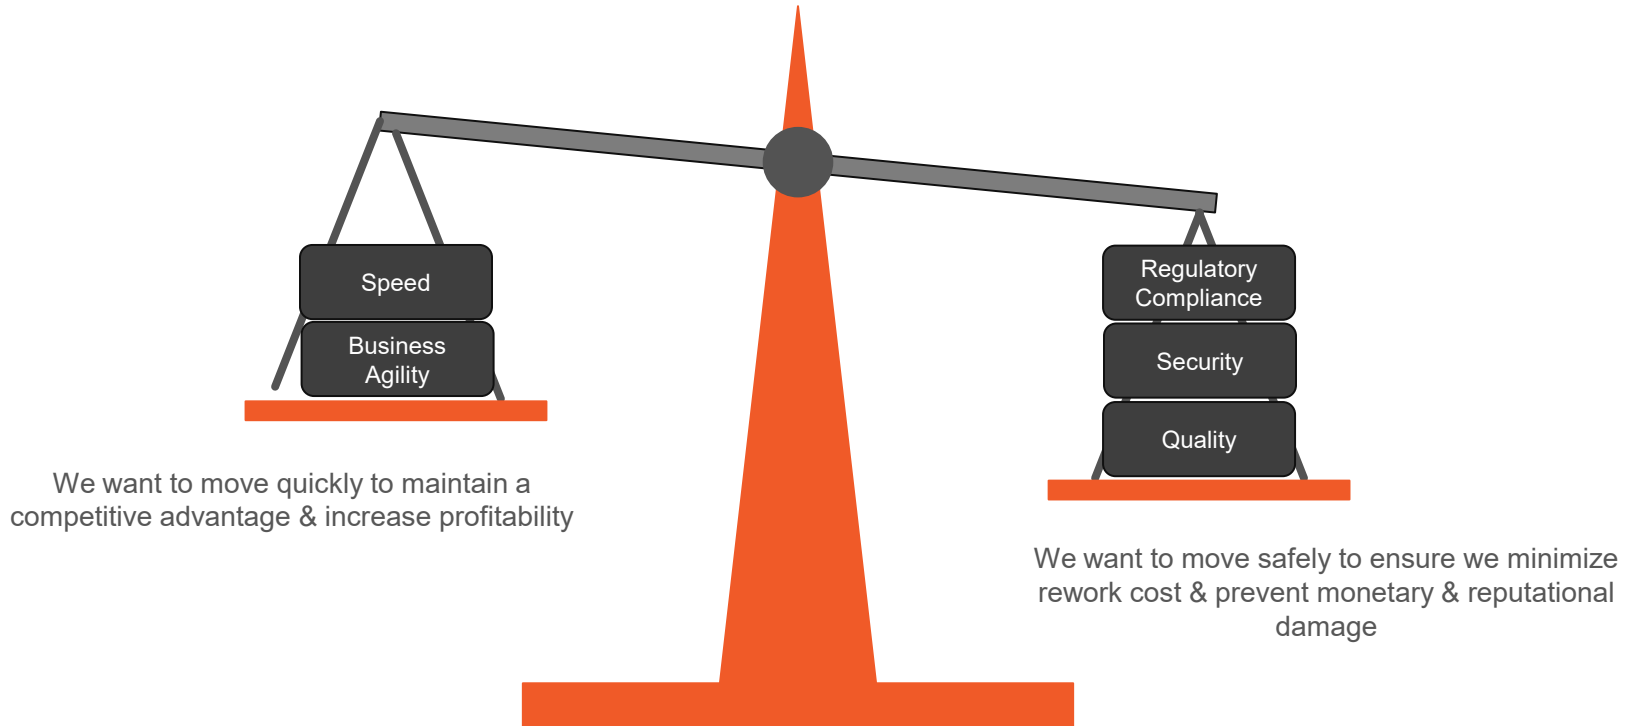 Speed
Business
Agility
We want to move quickly to maintain a
competitive advantage & increase profitability
Regulatory
Compliance
Security
Quality
We want to move safely to ensure we minimize
rework cost & prevent monetary & reputational
damage